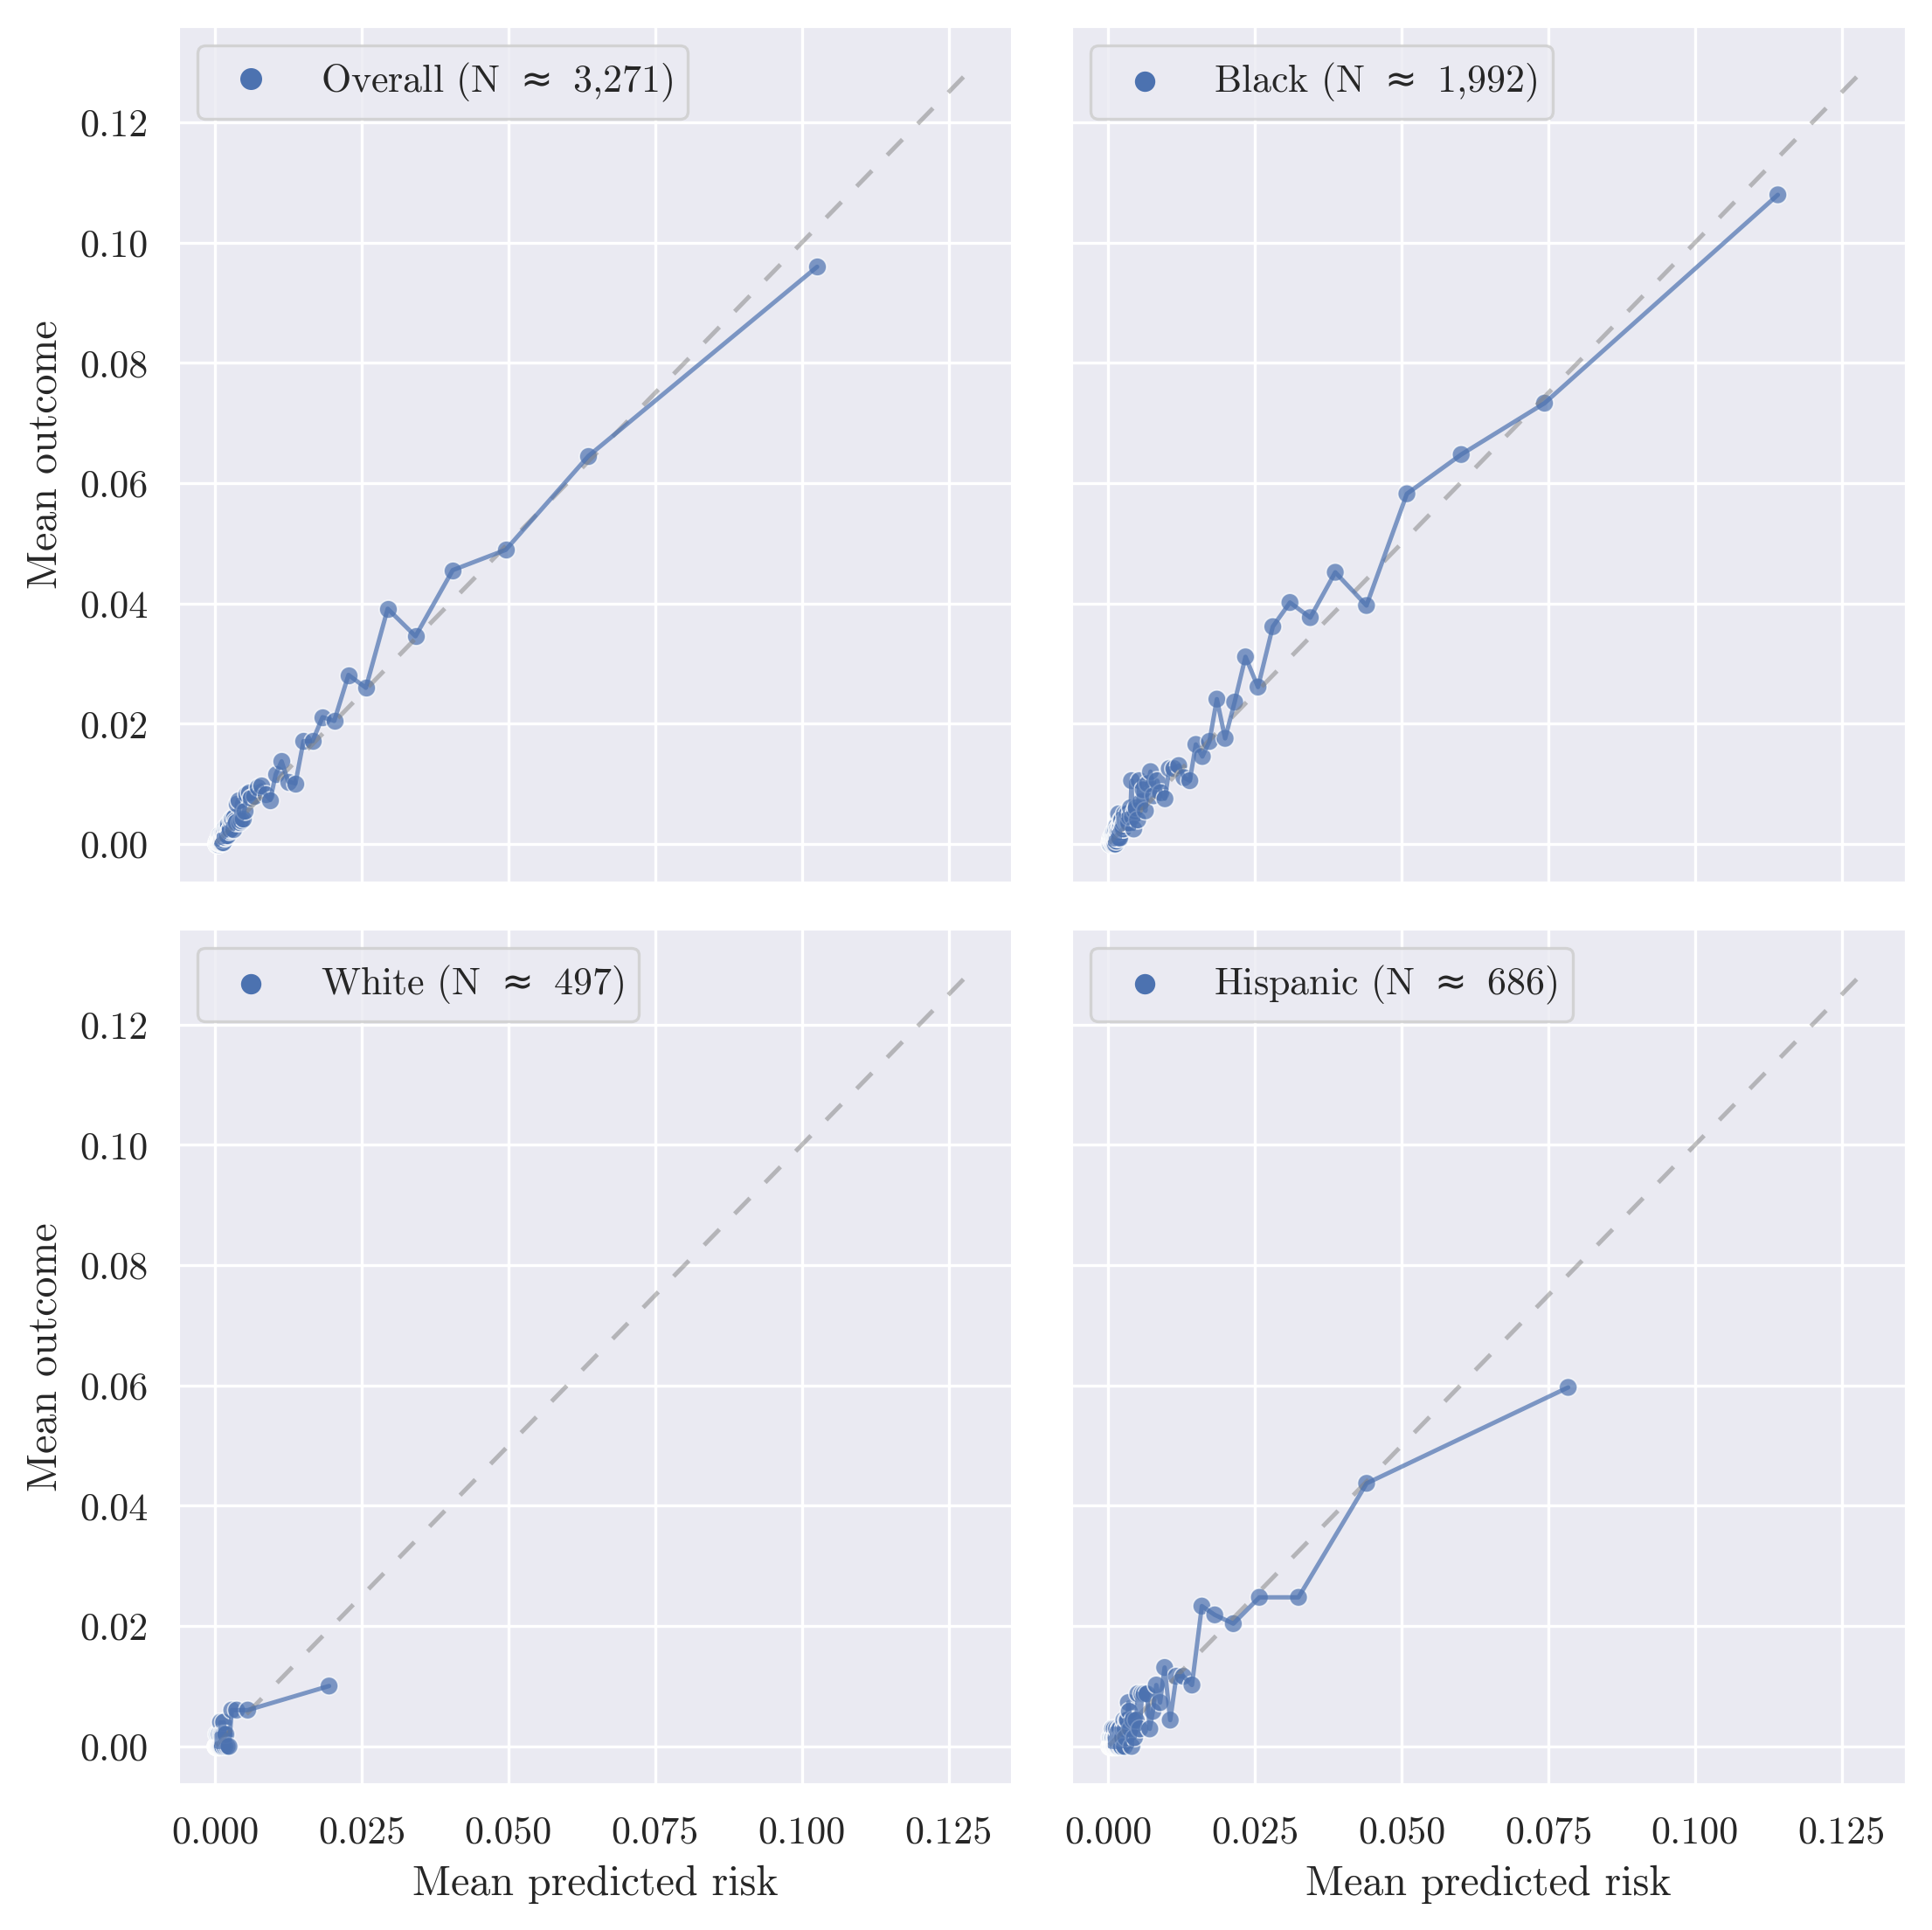 Overall (N ≈ 3,271)
Black (N ≈ 1,992)
Mean outcome
0.12
0.10
0.08
0.06
0.04
0.02
0.00
White (N ≈ 497)
Hispanic (N ≈ 686)
Mean outcome
0.12
0.10
0.08
0.06
0.04
0.02
0.00
0.000 0.025 0.050 0.075 0.100 0.125
0.000 0.025 0.050 0.075 0.100 0.125
Mean predicted risk
Mean predicted risk